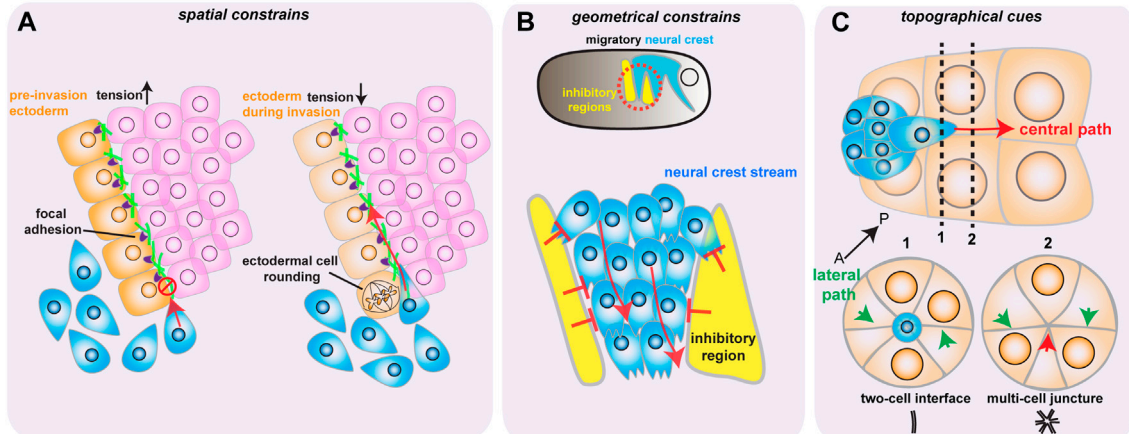 A
spatial constrains
pre-invasion
ectoderm
tension
ectoderm
during invasion
tension
focal
adhesion
ectodermal cell
rounding
B
geometrical constrains
migratory neural crest
inhibitory
regions
neural crest stream
inhibitory
region
C
topographical cues
central path
P
A
lateral
path
1
1
2
2
two-cell interface
multi-cell juncture